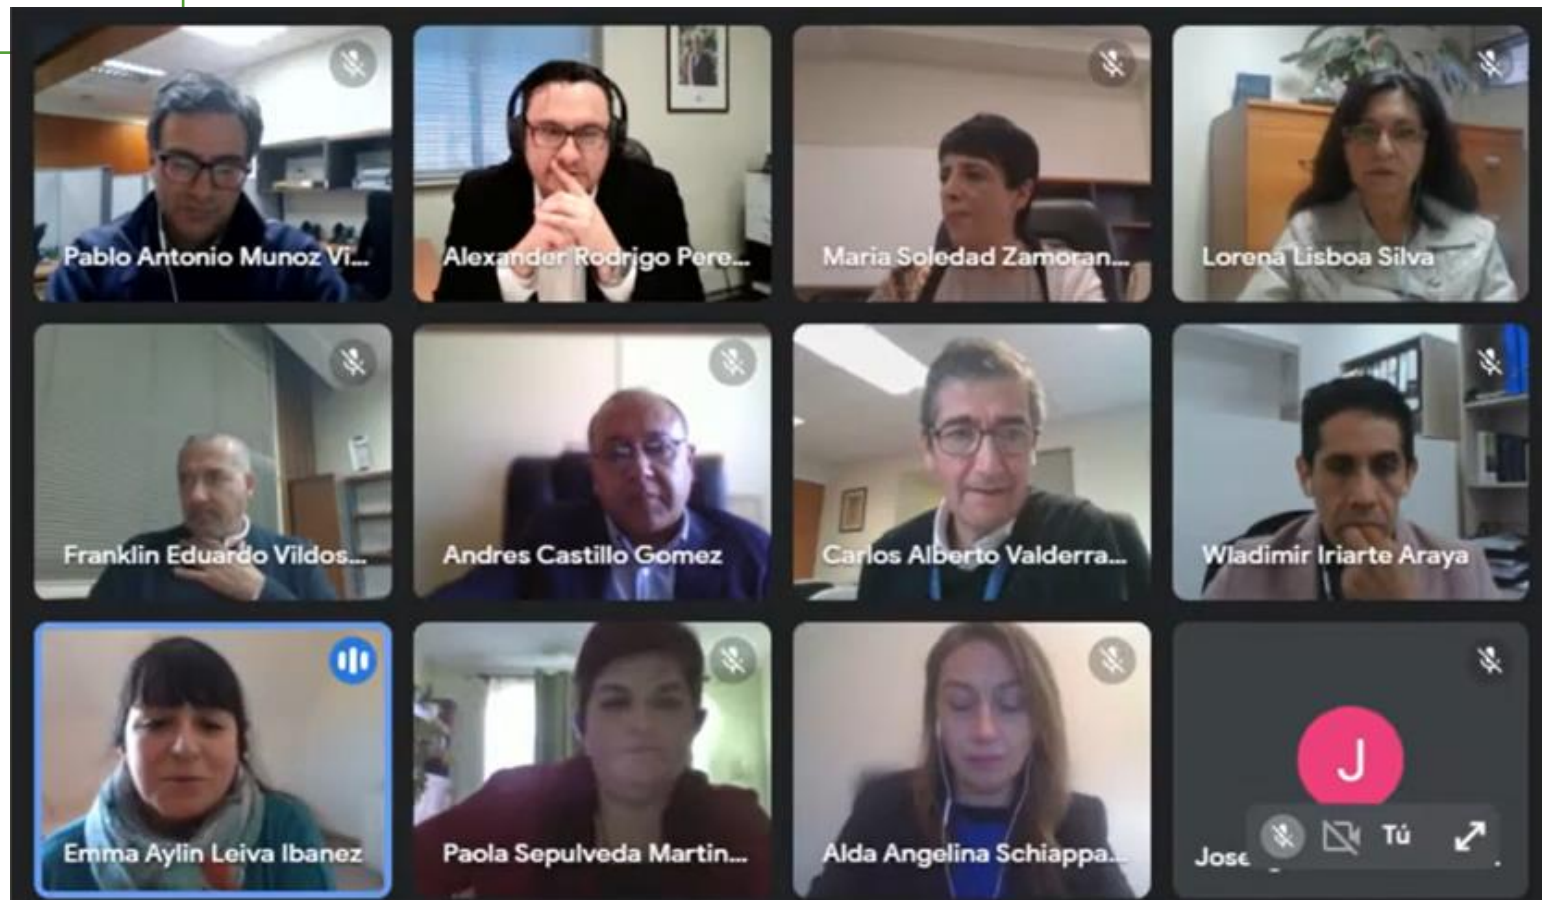 Pablo Antonio Munoz Vi...
Alexander Rodrigo Pere...
Maria Soledad Zamoran...
Lorena Lisboa Silva
Franklin Eduardo Vildos...
Andres Castillo Gomez
Carlos Alberto Valderra...
Wladimir Iriarte Araya
Emma Aylin Leiva Ibanez
Paola Sepulveda Martin...
Alda Angelina Schiappa...
J
Tú
Jose